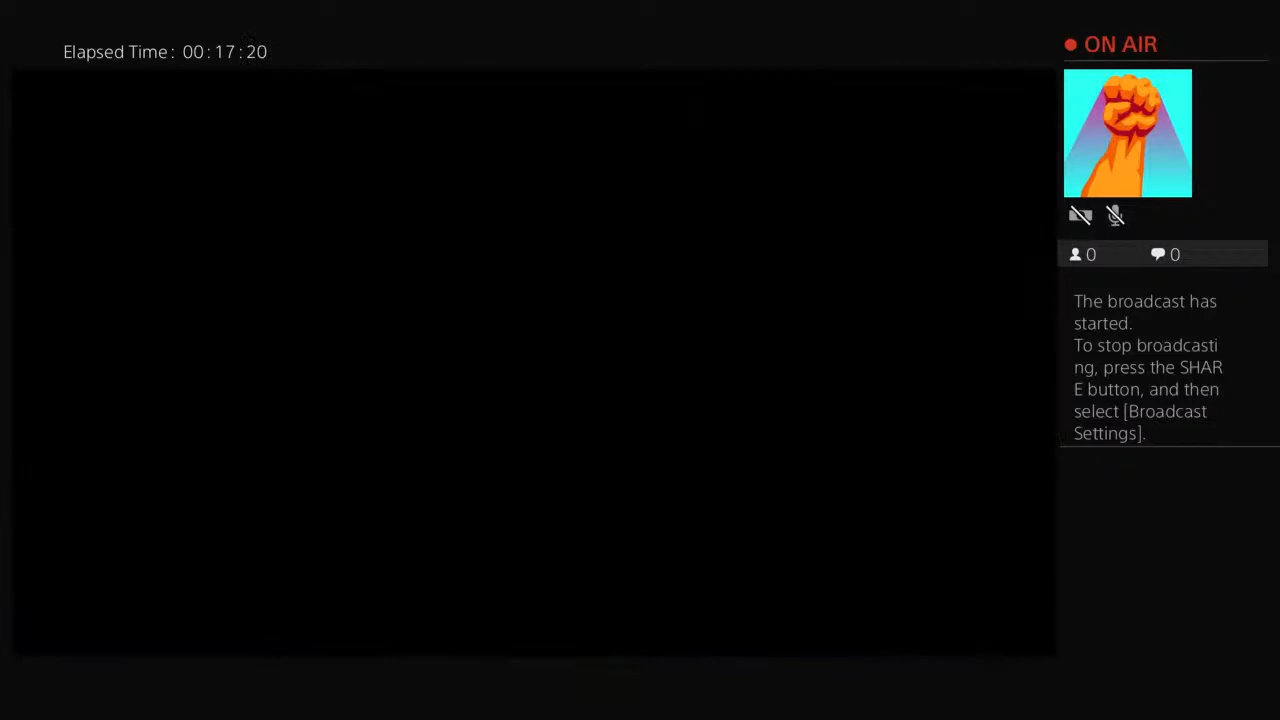 Elapsed Time: 00:17:20
ON AIR
0 0
The broadcast has
started.
To stop broadcasti
ng, press the SHAR
E button, and then
select [Broadcast
Settings].